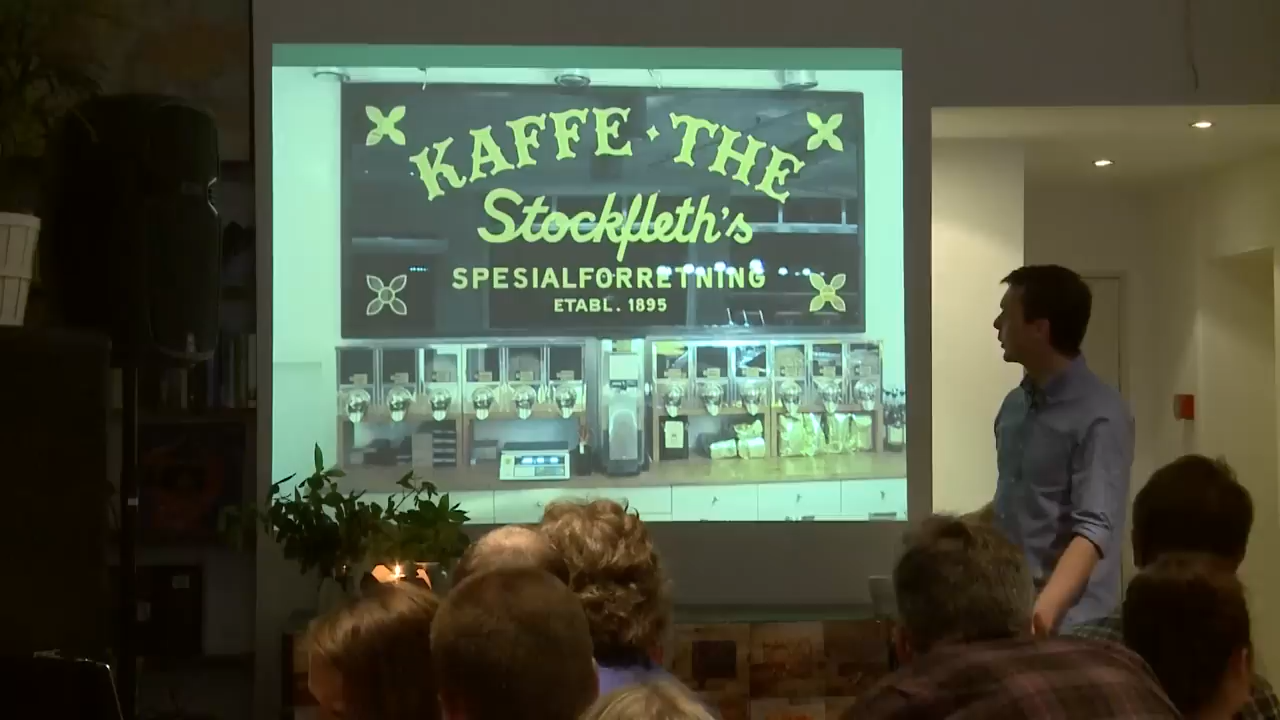 KAFFE · THE
Stockfleth's
SPESIALFORRETNING
ETABL. 1895